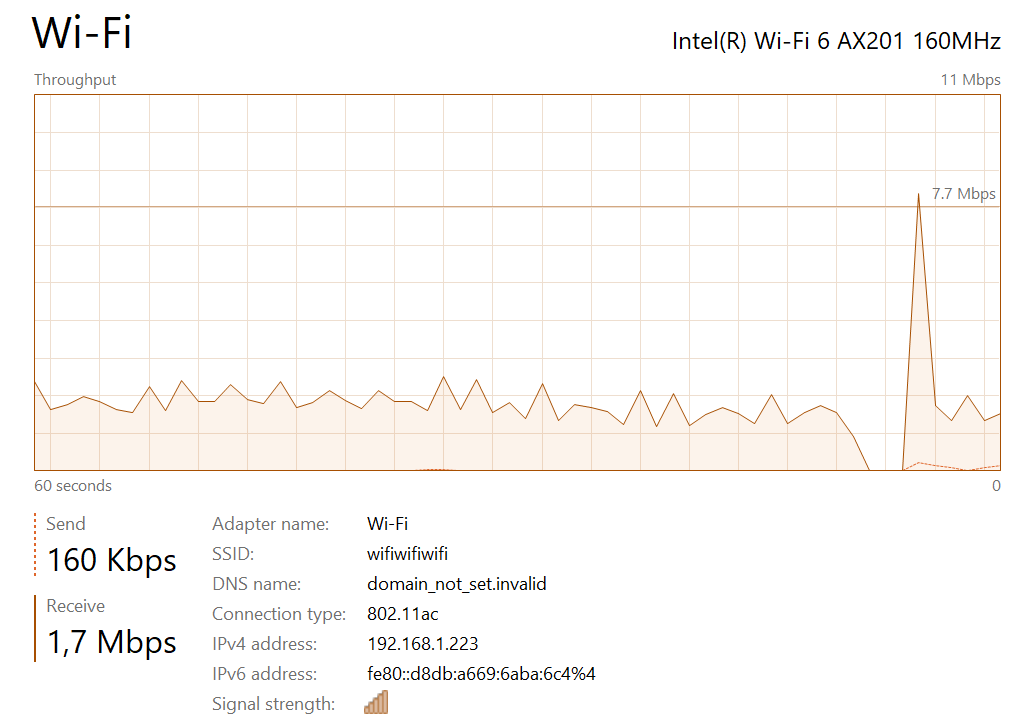 Wi-Fi
Intel(R) Wi-Fi 6 AX201 160MHz
Throughput
11 Mbps
7.7 Mbps
60 seconds
0
Send
160 Kbps
Receive
1,7 Mbps
Adapter name: Wi-Fi
SSID: wifiwifiwifi
DNS name: domain_not_set.invalid
Connection type: 802.11ac
IPv4 address: 192.168.1.223
IPv6 address: fe80::d8db:a669:6aba:6c4%4
Signal strength: